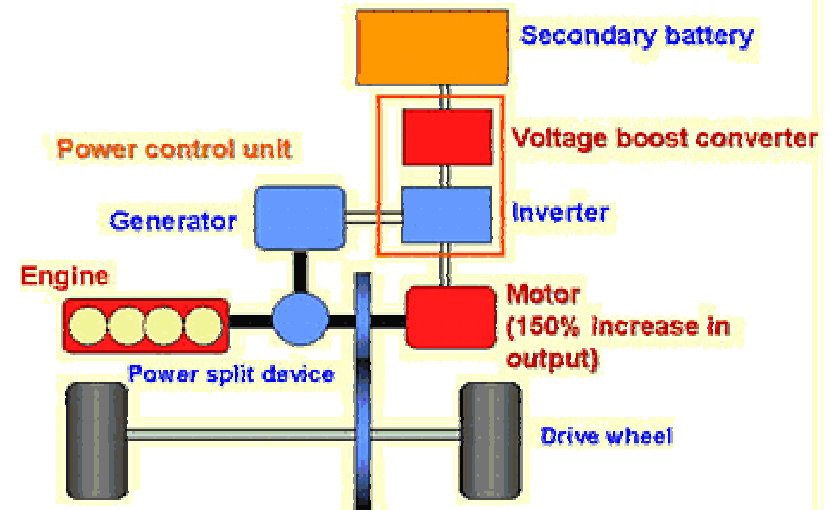 Secondary battery
Voltage boost converter
Power control unit
Generator
Inverter
Engine
Motor
(150% increase in
output)
Power split device
Drive wheel